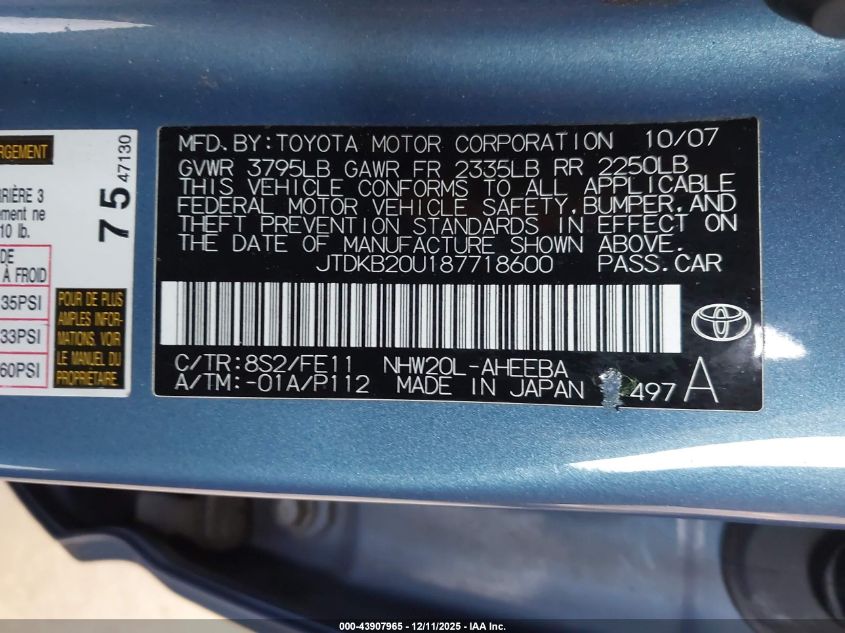 MFD. BY: TOYOTA MOTOR CORPORATION 10/07
GVWR 3795LB GAWR FR 2335LB RR 2250LB
THIS VEHICLE CONFORMS TO ALL APPLICABLE
FEDERAL MOTOR VEHICLE SAFETY, BUMPER, AND
THEFT PREVENTION STANDARDS IN EFFECT ON
THE DATE OF MANUFACTURE SHOWN ABOVE.
JTDKB20U187718600 PASS. CAR
C/TR: 8S2/FE11 NHW20L-AHEEBA
A/TM: -01A/P112 MADE IN JAPAN 497 A
75 47130
3
ement ne
10 lb.
DE
À FROID
35PSI
33PSI
60PSI
POUR DE PLUS
AMPLES INFOR-
MATIONS,
VOIR
LE MANUEL DU
000-43907965 - 12/11/2025 - IAA Inc.